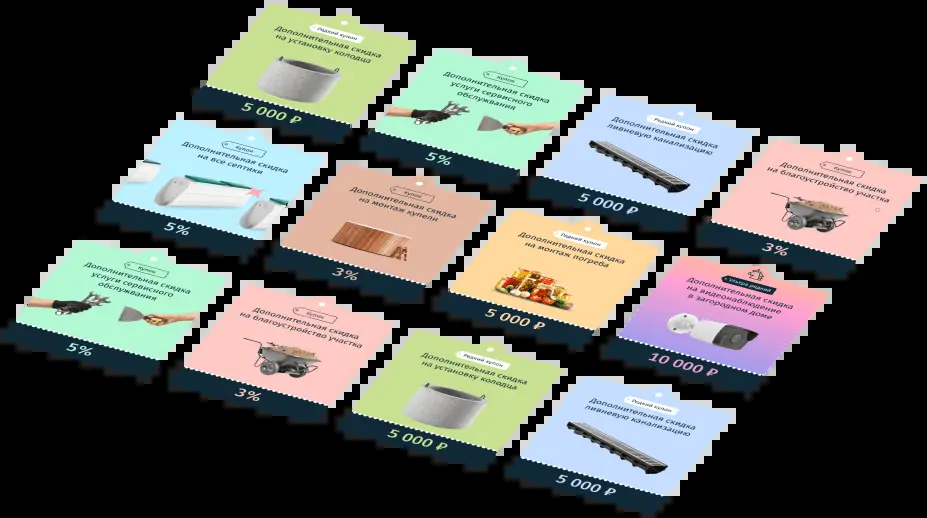 Редкий купон
Дополнительная скидка
на установку колодца
5 000 ₽
Купон
Дополнительная скидка
услуги сервисного
обслуживания
5%
Редкий купон
Дополнительная скидка
ливневую канализацию
5 000 ₽
Купон
Дополнительная скидка
на благоустройство участка
3%
Купон
Дополнительная скидка
на все септики
5%
Купон
Дополнительная скидка
на монтаж купели
3%
Редкий купон
Дополнительная скидка
на монтаж погреба
5 000 ₽
Ультра редкий
Дополнительная скидка
на видеонаблюдение
в загородном доме
10 000 ₽
Купон
Дополнительная скидка
услуги сервисного
обслуживания
5%
Купон
Дополнительная скидка
на благоустройство участка
3%
Редкий купон
Дополнительная скидка
на установку колодца
5 000 ₽
Редкий купон
Дополнительная скидка
ливневую канализацию
5 000 ₽